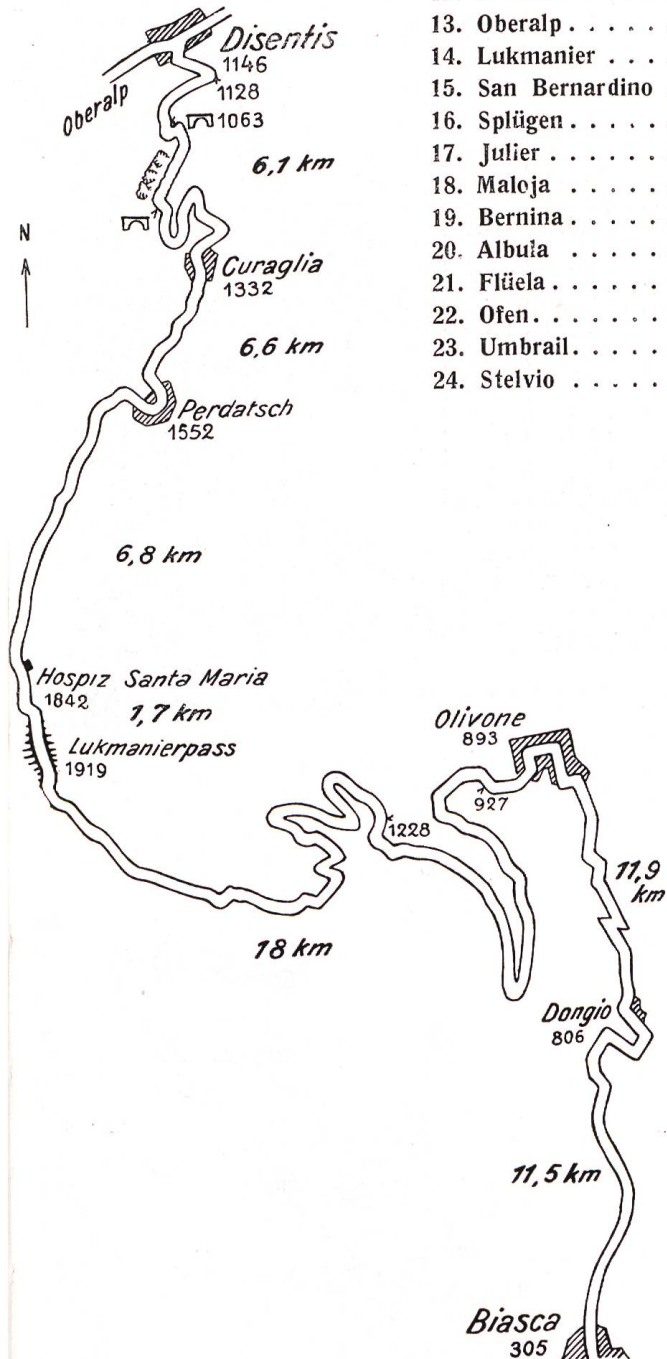 13. Oberalp . . . . .
14. Lukmanier . . .
15. San Bernardino
16. Splügen . . . . .
17. Julier . . . . . .
18. Maloja . . . . .
19. Bernina . . . . .
20. Albula . . . . .
21. Flüela . . . . . .
22. Ofen. . . . . . .
23. Umbrail. . . . .
24. Stelvio . . . . .
Disentis
1146
1128
Oberalp
1063
6,1 km
N
Curaglia
1332
6,6 km
Perdatsch
1552
6,8 km
Hospiz Santa Maria
1842
1,7 km
Lukmanierpass
1919
Olivone
893
927
1228
11,9
km
18 km
Dongio
806
11,5 km
Biasca
305